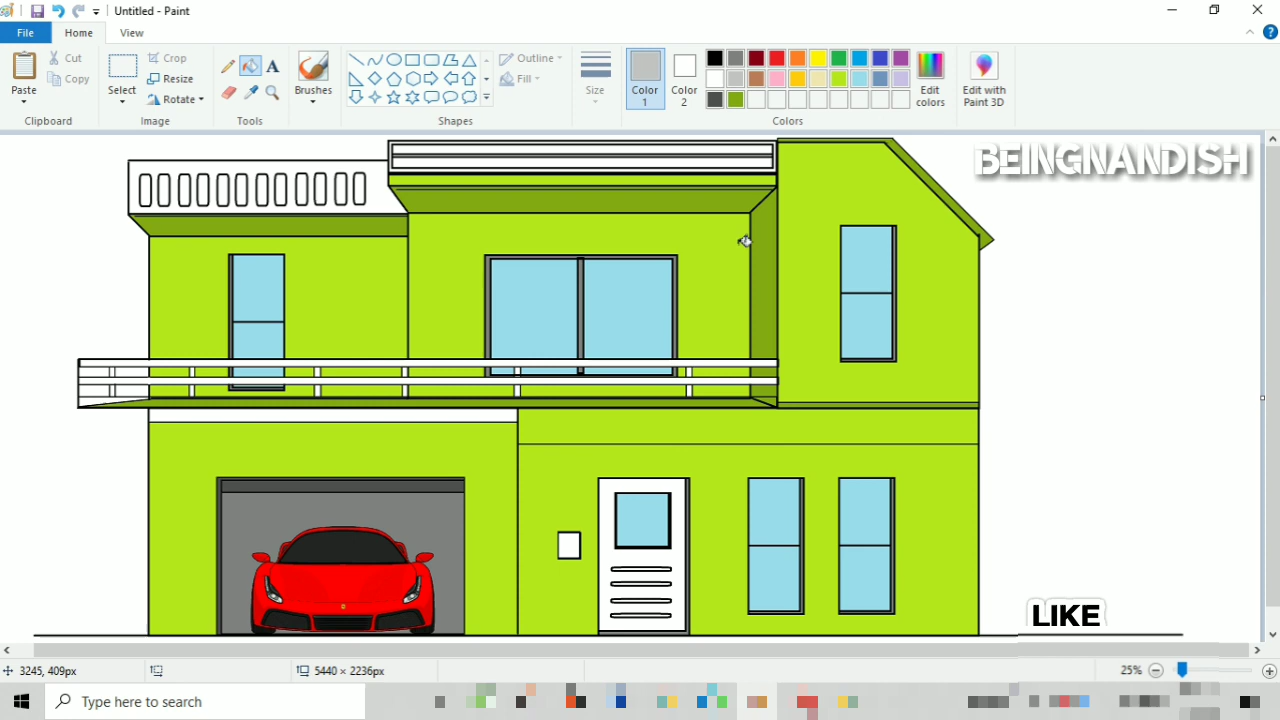 Untitled - Paint
File
Home
View
Paste
Cut
Copy
Clipboard
Select
Crop
Resize
Rotate
Image
Tools
Brushes
Shapes
Outline
Fill
Size
Color
1
Color
2
Colors
Edit
colors
Edit with
Paint 3D
BEINGNANDISH
LIKE
3245, 409px
5440 × 2236px
25%
Type here to search